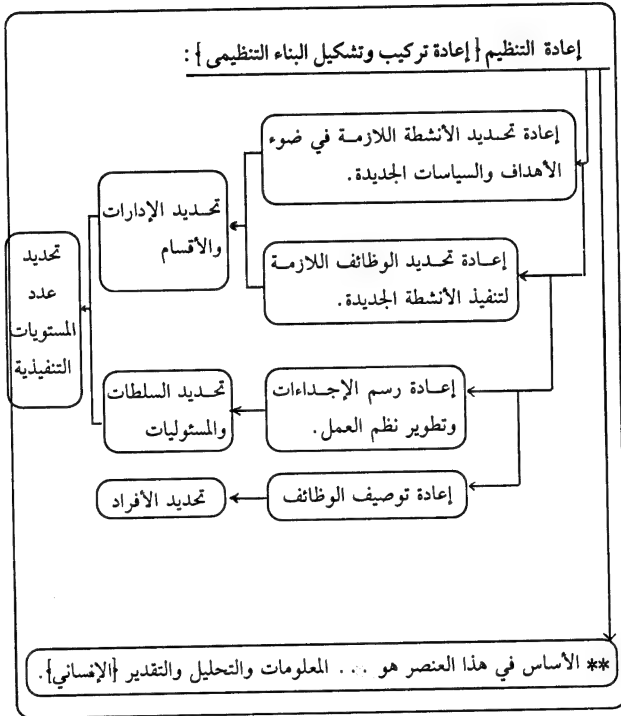 إعادة التنظيم {إعادة تركيب وتشكيل البناء التنظيمى}:
إعادة تحديد الأنشطة اللازمة في ضوء
الأهداف والسياسات الجديدة.
تحديد الإدارات
والأقسام
إعادة تحديد الوظائف اللازمة
لتنفيذ الأنشطة الجديدة.
تحديد
عدد
المستويات
التنفيذية
إعادة رسم الإجداءات
وتطوير نظم العمل.
تحديد السلطات
والمسئوليات
إعادة توصيف الوظائف
تحديد الأفراد
** الأساس في هذا العنصر هو ... المعلومات والتحليل والتقدير {الإفساني}.